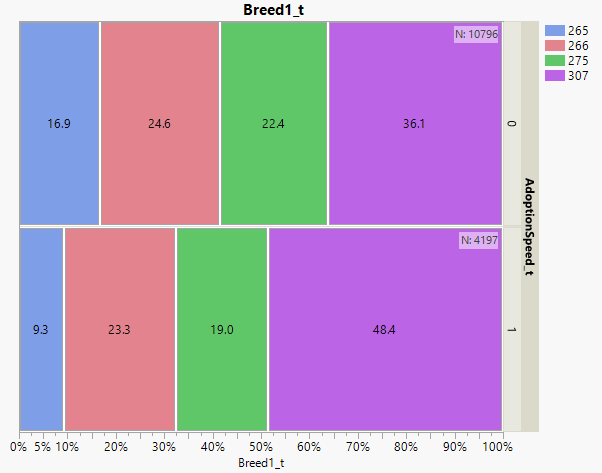 Breed1_t
N: 10796
16.9 24.6 22.4 36.1
0
265
266
275
307
AdoptionSpeed_t
N: 4197
9.3 23.3 19.0 48.4
1
0% 5% 10% 20% 30% 40% 50% 60% 70% 80% 90% 100%
Breed1_t